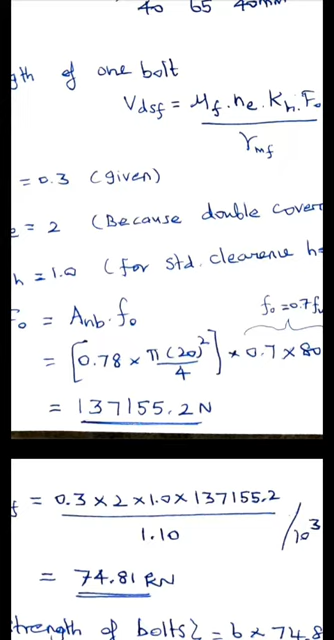 40 65 40mm
gth of one bolt
Vdsf = μf. ne. Kh. Fo
γmf
= 0.3 (given)
= 2 (Because double cover
h = 1.0 (for std. clearence h
Fo = Anb. fo
fo = 0.7fu
= [0.78 × π(20)²/4] × 0.7 × 80
= 137155.2 N
f = 0.3 × 2 × 1.0 × 137155.2
1.10
/10³
= 74.81 KN
strength of bolts} = 6 × 74.8